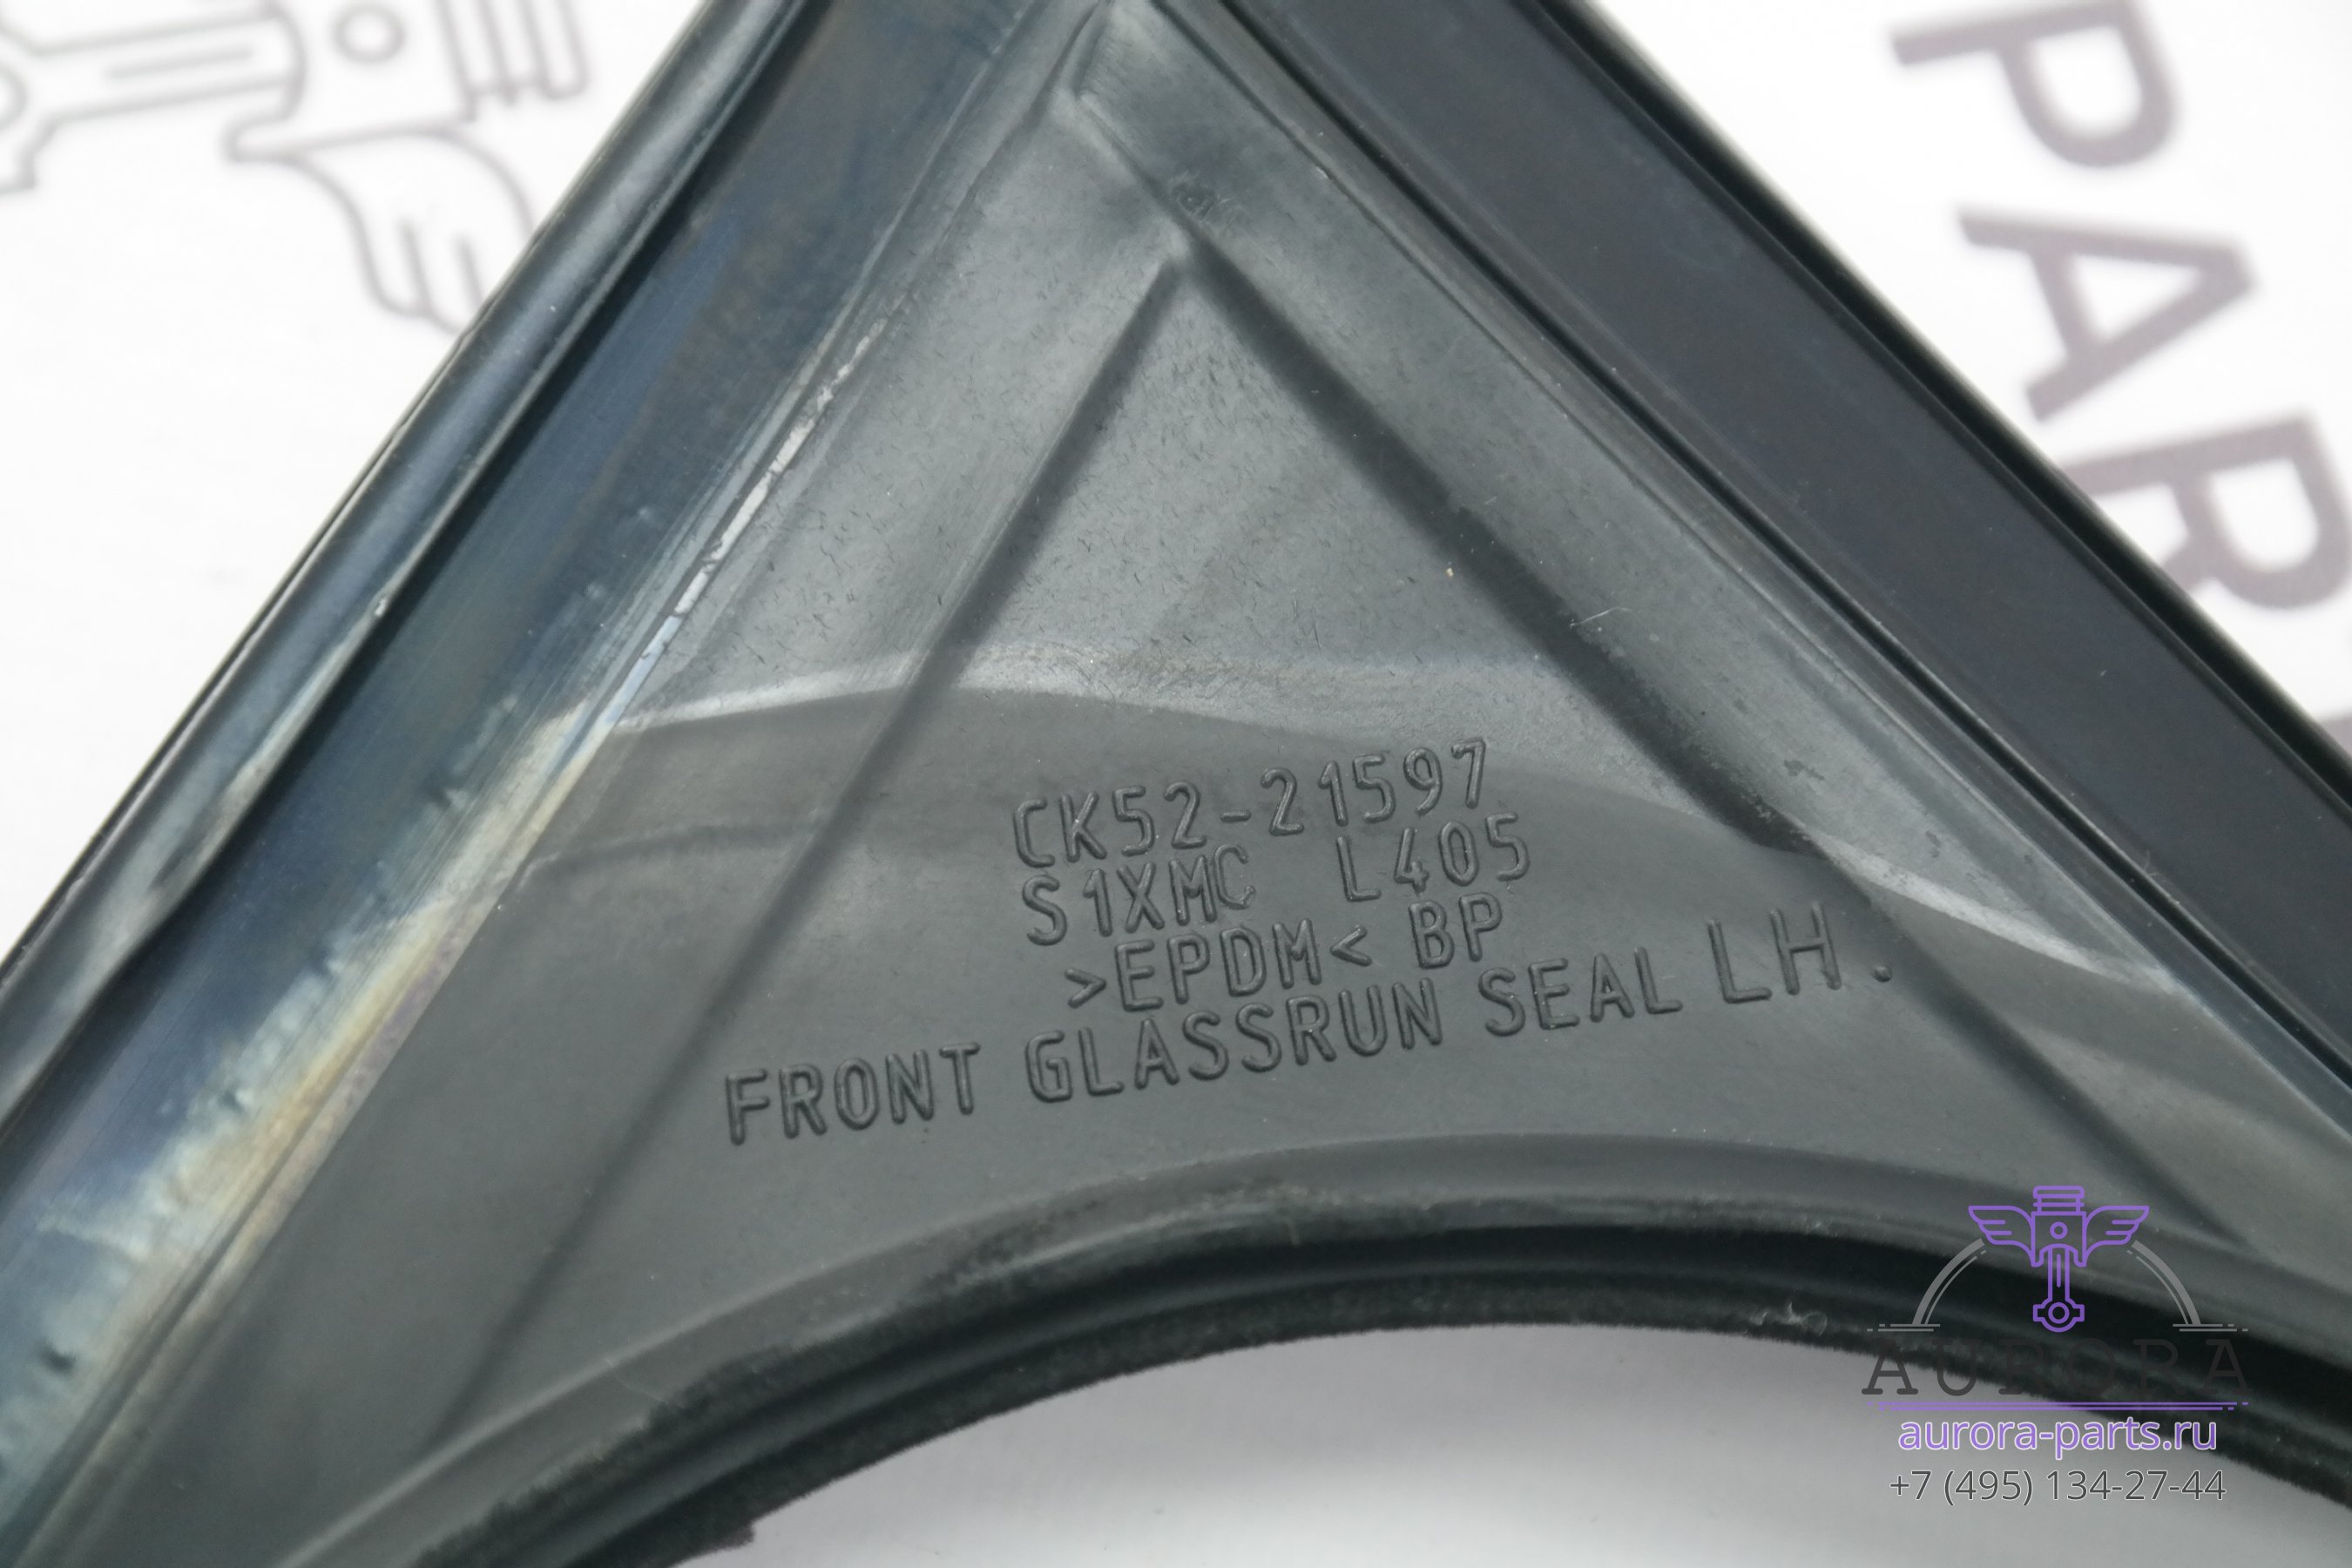 PAR
CK52-21597
S1XMC L405
>EPDM< BP
FRONT GLASSRUN SEAL LH.
AURORA
aurora-parts.ru
+7 (495) 134-27-44